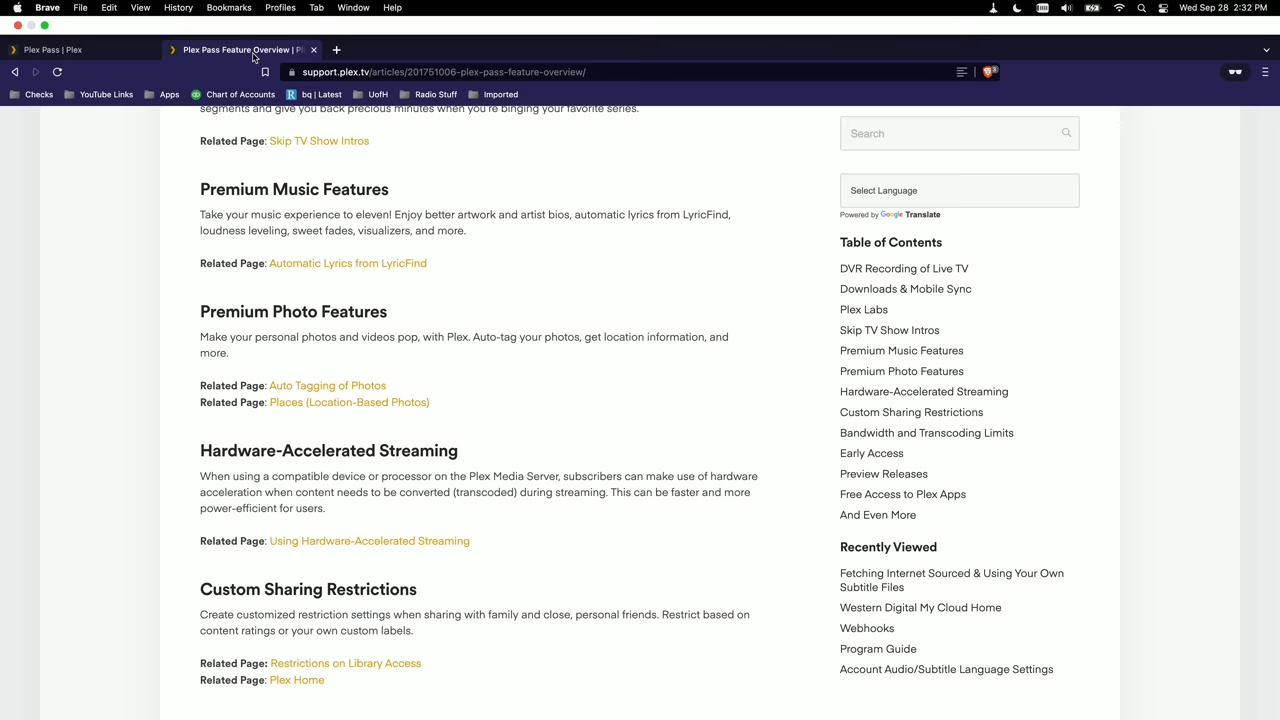 Brave File Edit View History Bookmarks Profiles Tab Window Help Wed Sep 28 2:32 PM
Plex Pass | Plex
Plex Pass Feature Overview | Pl
support.plex.tv/articles/201751006-plex-pass-feature-overview/
Checks YouTube Links Apps Chart of Accounts bq | Latest UofH Radio Stuff Imported
segments and give you back precious minutes when you're binging your favorite series.
Related Page: Skip TV Show Intros
Premium Music Features
Take your music experience to eleven! Enjoy better artwork and artist bios, automatic lyrics from LyricFind,
loudness leveling, sweet fades, visualizers, and more.
Related Page: Automatic Lyrics from LyricFind
Premium Photo Features
Make your personal photos and videos pop, with Plex. Auto-tag your photos, get location information, and
more.
Related Page: Auto Tagging of Photos
Related Page: Places (Location-Based Photos)
Hardware-Accelerated Streaming
When using a compatible device or processor on the Plex Media Server, subscribers can make use of hardware
acceleration when content needs to be converted (transcoded) during streaming. This can be faster and more
power-efficient for users.
Related Page: Using Hardware-Accelerated Streaming
Custom Sharing Restrictions
Create customized restriction settings when sharing with family and close, personal friends. Restrict based on
content ratings or your own custom labels.
Related Page: Restrictions on Library Access
Related Page: Plex Home
Search
Select Language
Powered by Google Translate
Table of Contents
DVR Recording of Live TV
Downloads & Mobile Sync
Plex Labs
Skip TV Show Intros
Premium Music Features
Premium Photo Features
Hardware-Accelerated Streaming
Custom Sharing Restrictions
Bandwidth and Transcoding Limits
Early Access
Preview Releases
Free Access to Plex Apps
And Even More
Recently Viewed
Fetching Internet Sourced & Using Your Own
Subtitle Files
Western Digital My Cloud Home
Webhooks
Program Guide
Account Audio/Subtitle Language Settings